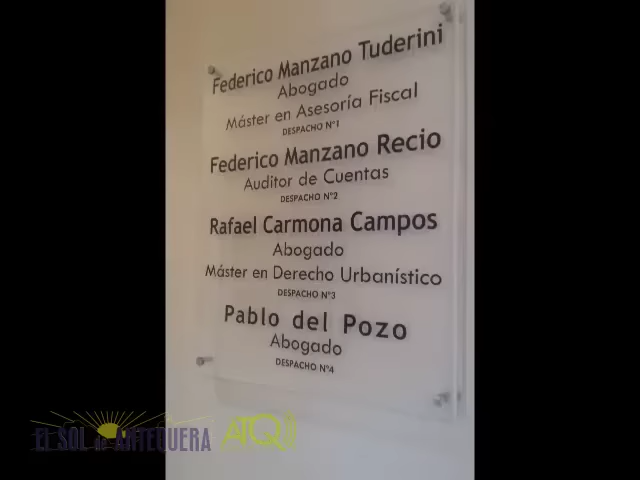 Federico Manzano Tuderini
Abogado
Máster en Asesoría Fiscal
DESPACHO Nº1
Federico Manzano Recio
Auditor de Cuentas
DESPACHO Nº2
Rafael Carmona Campos
Abogado
Máster en Derecho Urbanístico
DESPACHO Nº3
Pablo del Pozo
Abogado
DESPACHO Nº4
EL SOL de ANTEQUERA
ATQ